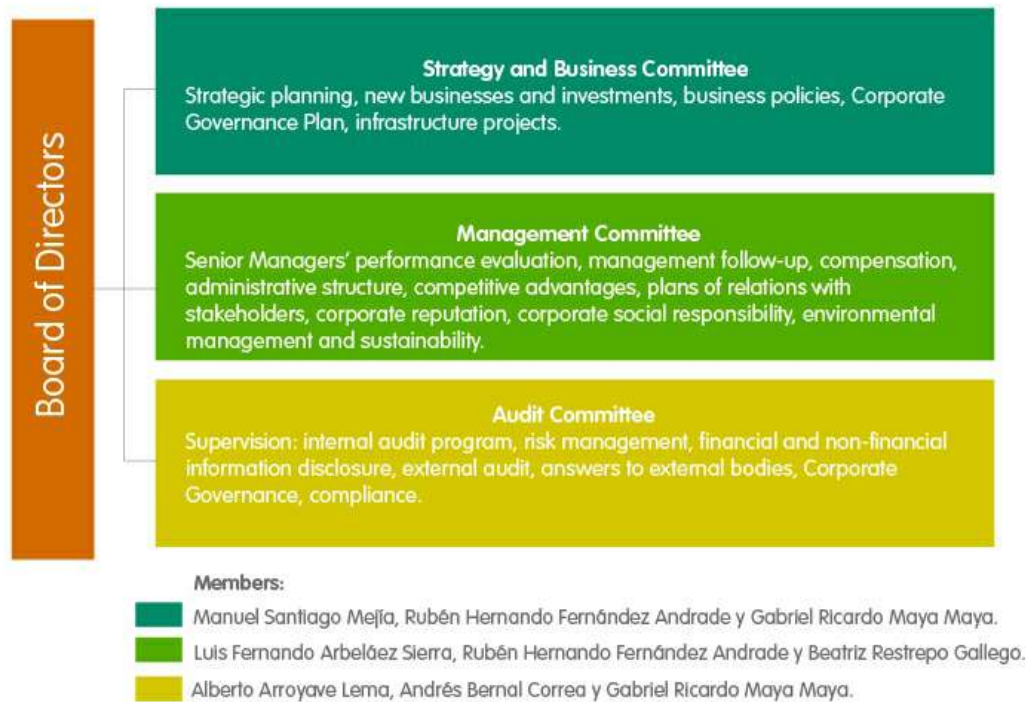 Board of Directors
Strategy and Business Committee
Strategic planning, new businesses and investments, business policies, Corporate
Governance Plan, infrastructure projects.
Management Committee
Senior Managers' performance evaluation, management follow-up, compensation,
administrative structure, competitive advantages, plans of relations with
stakeholders, corporate reputation, corporate social responsibility, environmental
management and sustainability.
Audit Committee
Supervision: internal audit program, risk management, financial and non-financial
information disclosure, external audit, answers to external bodies, Corporate
Governance, compliance.
Members:
Manuel Santiago Mejía, Rubén Hernando Fernández Andrade y Gabriel Ricardo Maya Maya.
Luis Fernando Arbeláez Sierra, Rubén Hernando Fernández Andrade y Beatriz Restrepo Gallego.
Alberto Arroyave Lema, Andrés Bernal Correa y Gabriel Ricardo Maya Maya.